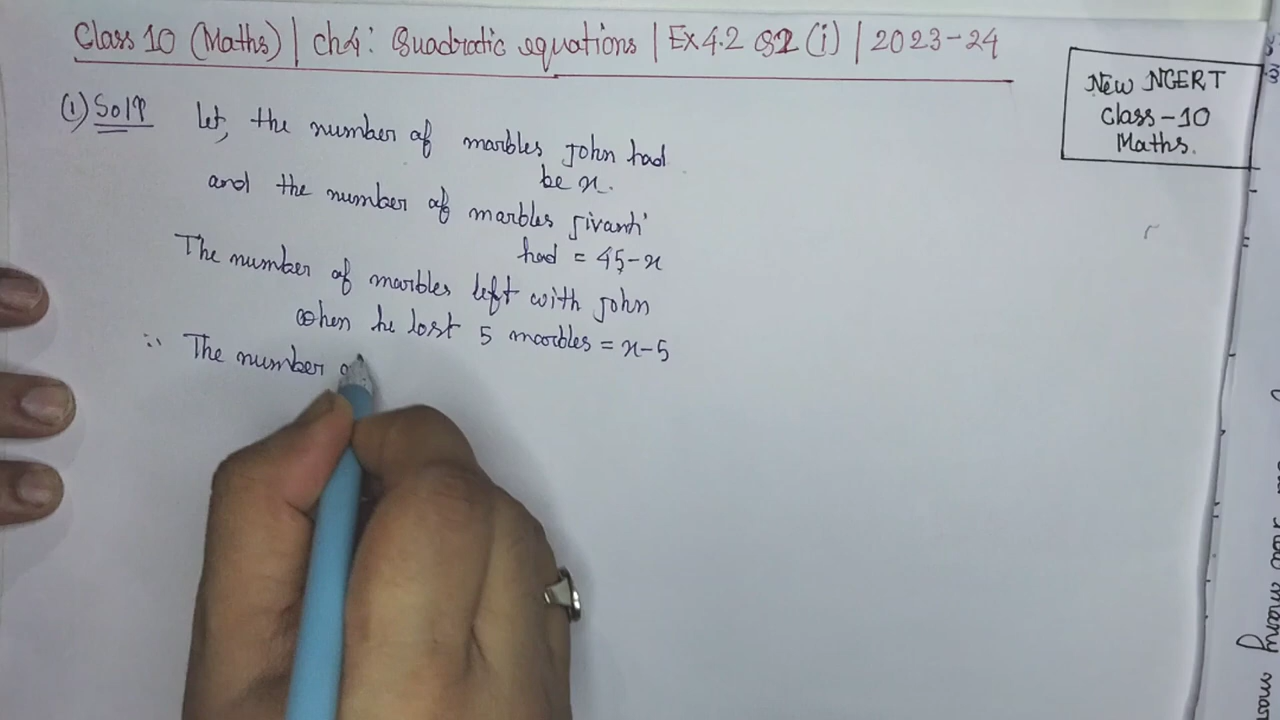 Class 10 (Maths) | ch4: Quadratic equations | Ex 4.2 Q2 (i) | 2023-24
New NCERT
Class-10
Maths.
(i) Solⁿ let, the number of marbles John had
be x.
and the number of marbles Jivanti
had = 45-x
The number of marbles left with John
when he lost 5 marbles = x-5
∴ The number
many